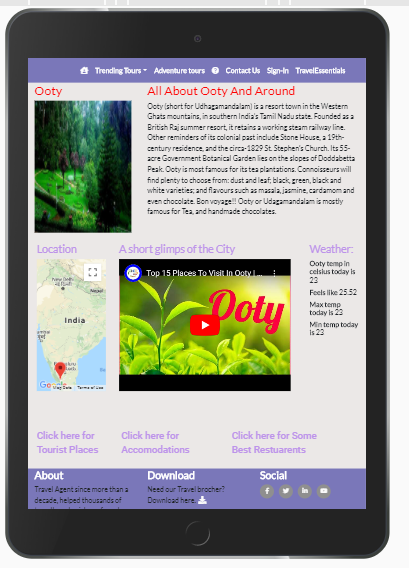 Trending Tours Adventure tours Contact Us Sign-In TravelEssentials
Ooty
All About Ooty And Around
Ooty (short for Udhagamandalam) is a resort town in the Western
Ghats mountains, in southern India's Tamil Nadu state. Founded as a
British Raj summer resort, it retains a working steam railway line.
Other reminders of its colonial past include Stone House, a 19th-
century residence, and the circa-1829 St. Stephen's Church. Its 55-
acre Government Botanical Garden lies on the slopes of Doddabetta
Peak. Ooty is most famous for its tea plantations. Connoisseurs will
find plenty to choose from: dust and leaf; black, green, black and
white varieties; and flavours such as masala, jasmine, cardamom and
even chocolate. Bon voyage!! Ooty or Udagamandalam is mostly
famous for Tea, and handmade chocolates.
Location
New Delhi
Nepal
India
Map Data Terms of Use
A short glimps of the City
Top 15 Places To Visit In Ooty | ...
Ooty
Weather:
Ooty temp in
celsius today is
23
Feels like 25.52
Max temp
today is 23
Min temp today
is 23
Click here for
Tourist Places
Click here for
Accomodations
Click here for Some
Best Restuarents
About
Travel Agent since more than a
decade, helped thousands of
Download
Need our Travel brocher?
Download here.
Social